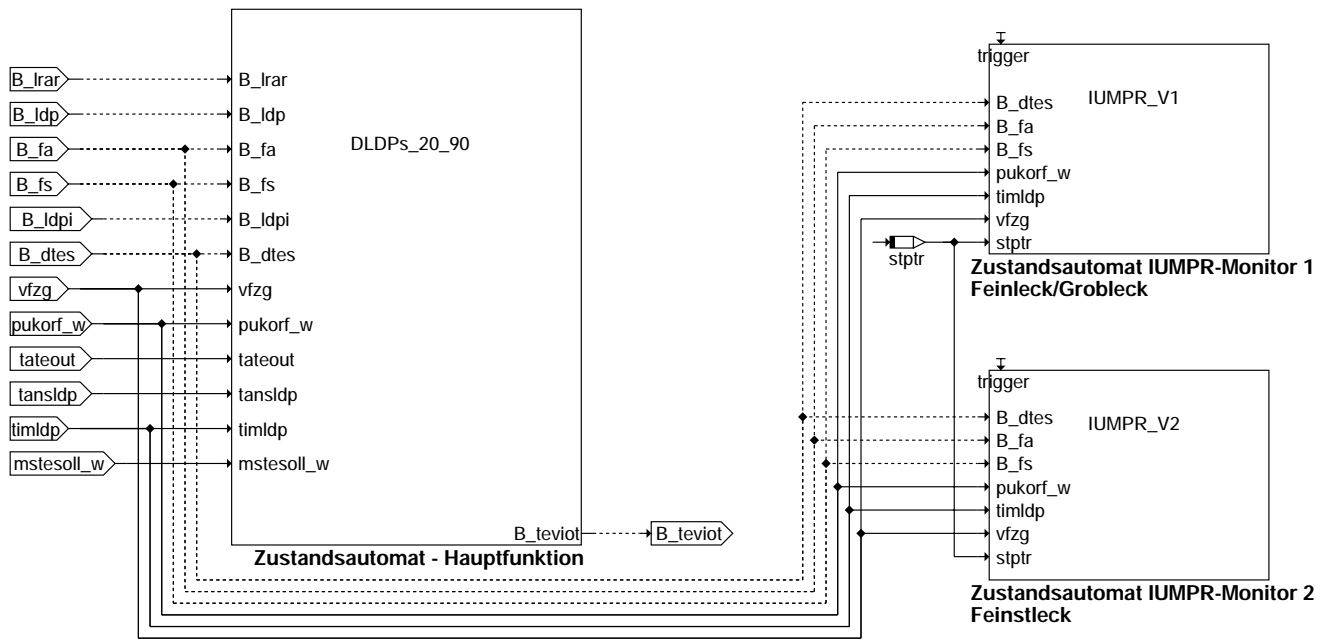 B_lrar
B_ldp
B_fa
B_fs
B_ldpi
B_dtes
vfzg
pukorf_w
tateout
tansldp
timldp
mstesoll_w
B_lrar
B_ldp
B_fa
B_fs
B_ldpi
B_dtes
vfzg
pukorf_w
tateout
tansldp
timldp
mstesoll_w
DLDPs_20_90
B_teviot
B_teviot
Zustandsautomat - Hauptfunktion
trigger
IUMPR_V1
B_dtes
B_fa
B_fs
pukorf_w
timldp
vfzg
stptr
stptr
Zustandsautomat IUMPR-Monitor 1
Feinleck/Grobleck
trigger
IUMPR_V2
B_dtes
B_fa
B_fs
pukorf_w
timldp
vfzg
stptr
Zustandsautomat IUMPR-Monitor 2
Feinstleck